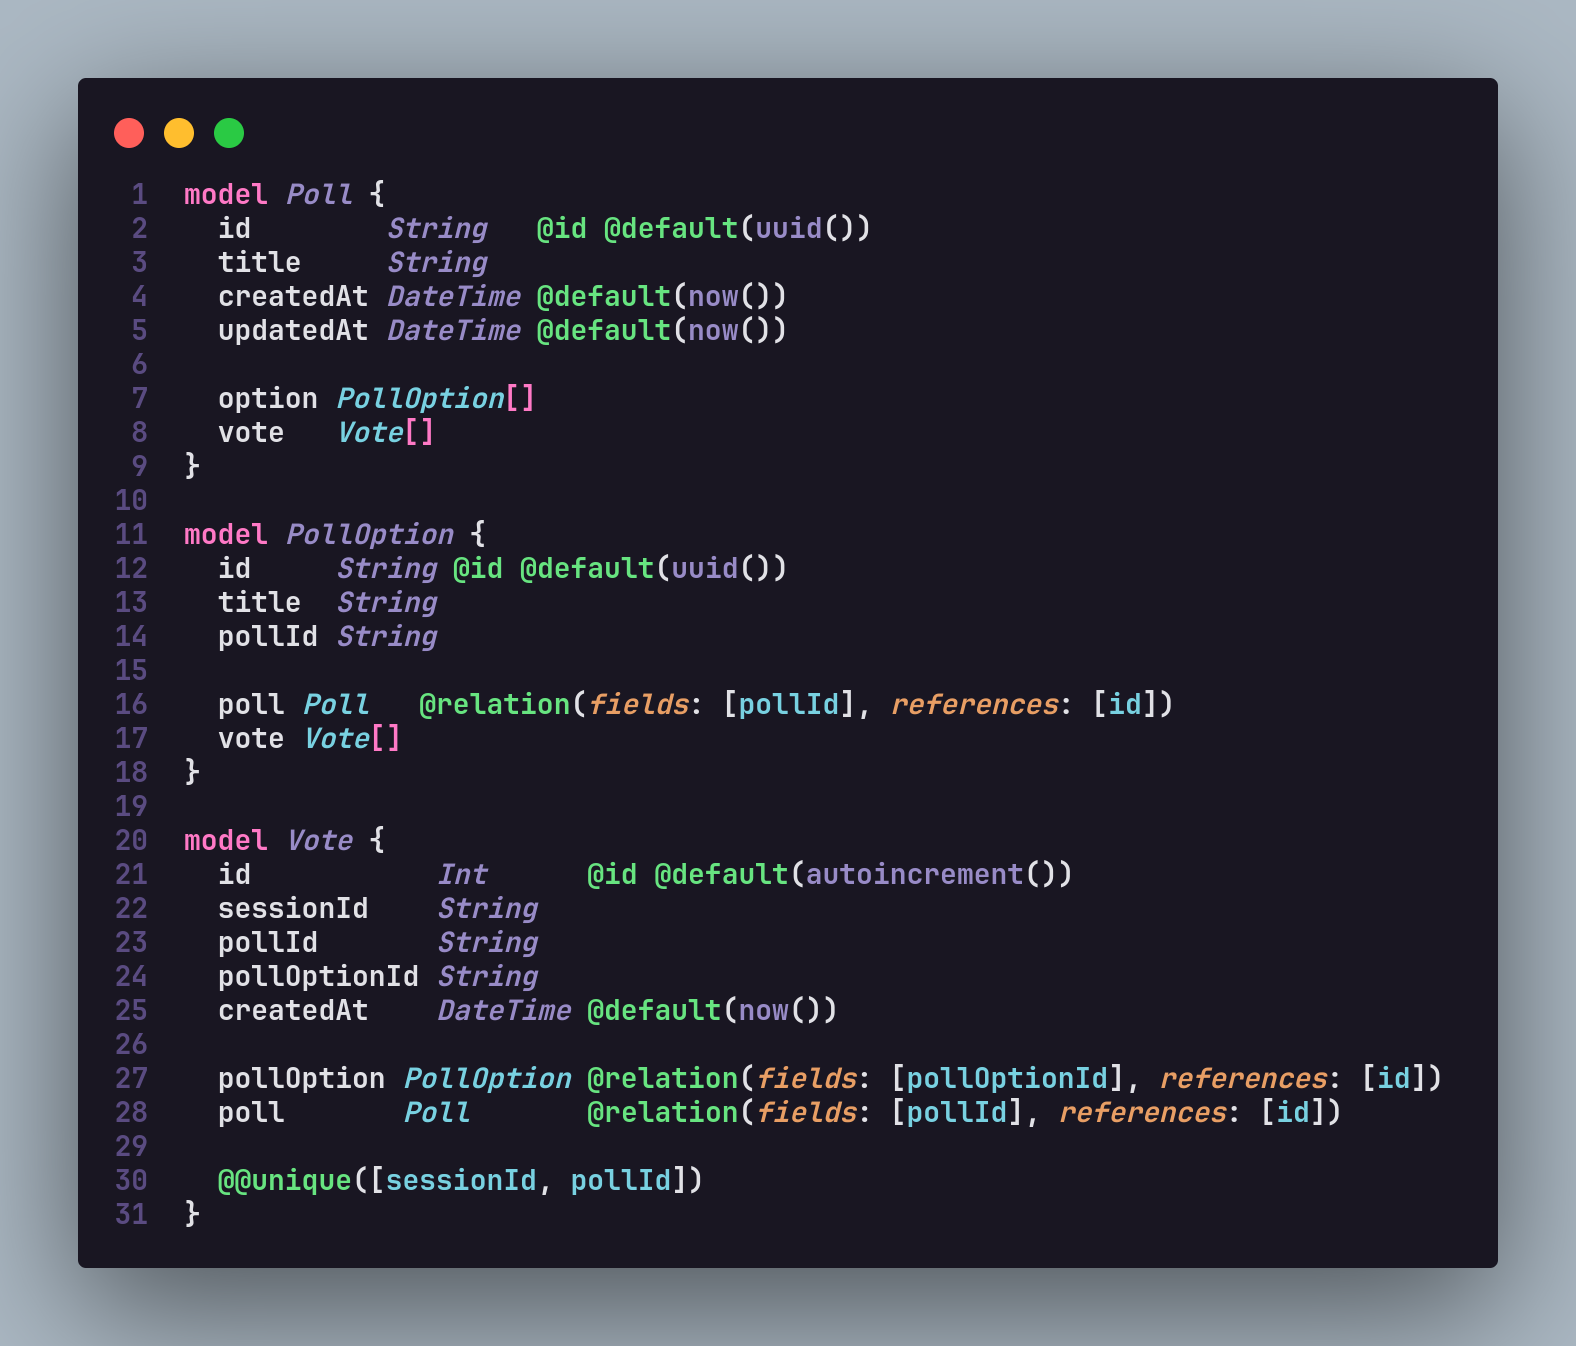 1 model Poll {
2   id        String   @id @default(uuid())
3   title     String
4   createdAt DateTime @default(now())
5   updatedAt DateTime @default(now())
6
7   option PollOption[]
8   vote   Vote[]
9 }
10
11 model PollOption {
12   id     String @id @default(uuid())
13   title  String
14   pollId String
15
16   poll Poll   @relation(fields: [pollId], references: [id])
17   vote Vote[]
18 }
19
20 model Vote {
21   id           Int      @id @default(autoincrement())
22   sessionId    String
23   pollId       String
24   pollOptionId String
25   createdAt    DateTime @default(now())
26
27   pollOption PollOption @relation(fields: [pollOptionId], references: [id])
28   poll       Poll       @relation(fields: [pollId], references: [id])
29
30   @@unique([sessionId, pollId])
31 }